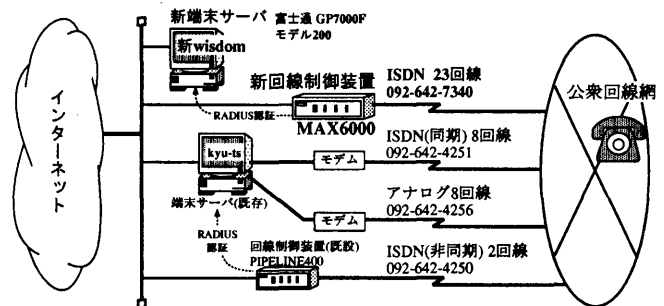 新端末サーバ
富士通 GP7000F
モデル200
新wisdom
新回線制御装置
ISDN 23回線
092-642-7340
RADIUS認証
MAX6000
公衆回線網
インターネット
kyu-ts
モデム
ISDN(同期) 8回線
092-642-4251
端末サーバ(既存)
モデム
アナログ8回線
092-642-4256
RADIUS
認証
回線制御装置(既設)
PIPELINE400
ISDN(非同期) 2回線
092-642-4250